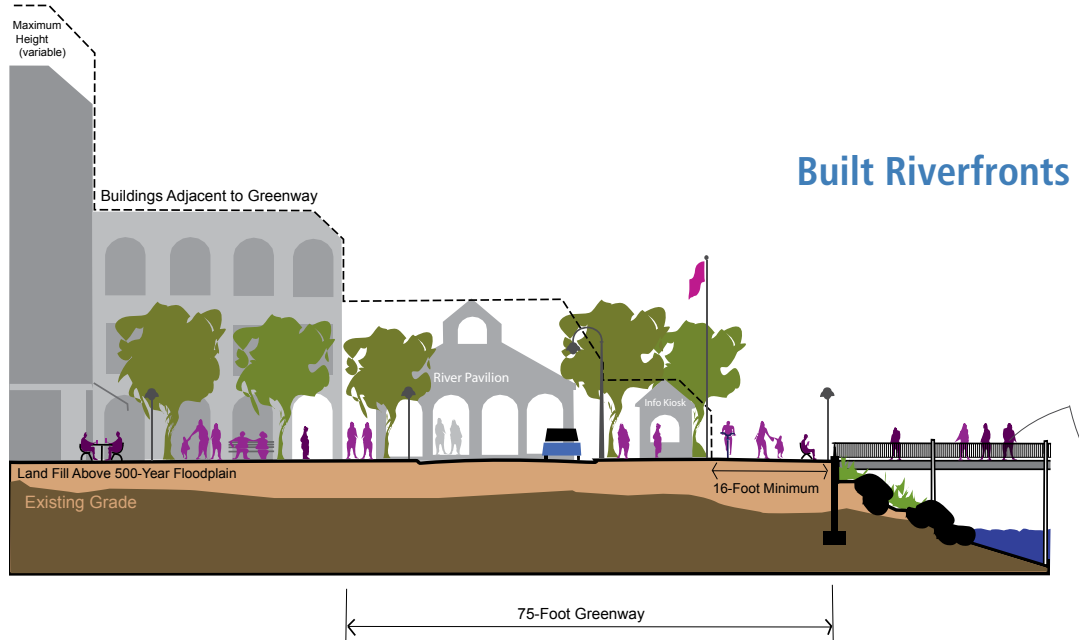 Maximum
Height
(variable)
Built Riverfronts
Buildings Adjacent to Greenway
River Pavilion
Info Kiosk
Land Fill Above 500-Year Floodplain
16-Foot Minimum
Existing Grade
75-Foot Greenway